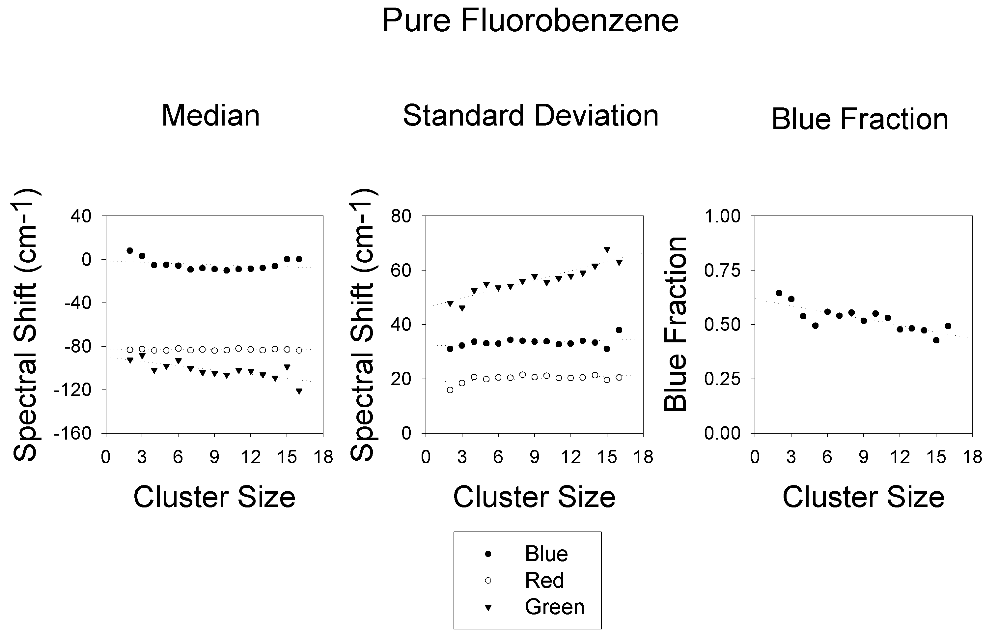 Pure Fluorobenzene
Median
Standard Deviation
Blue Fraction
Spectral Shift (cm-1)
40
0
-40
-80
-120
-160
0 3 6 9 12 15 18
Cluster Size
Spectral Shift (cm-1)
80
60
40
20
0
0 3 6 9 12 15 18
Cluster Size
Blue Fraction
1.00
0.75
0.50
0.25
0.00
0 3 6 9 12 15 18
Cluster Size
Blue
Red
Green